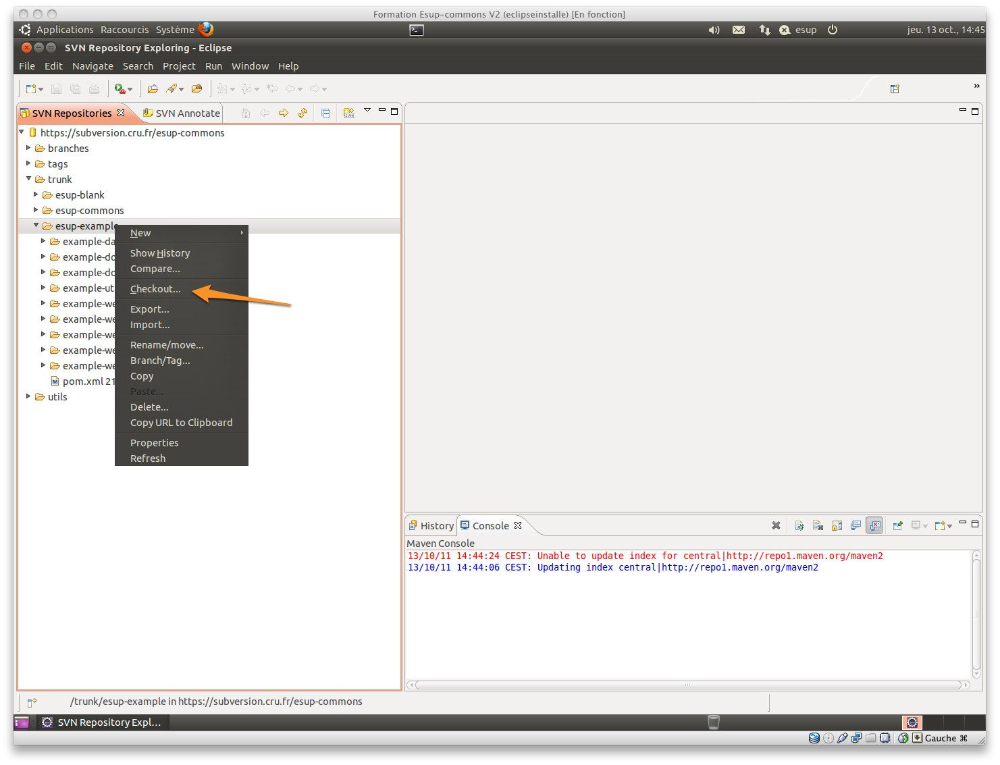 Formation Esup-commons V2 (eclipseinstalle) [En fonction]
Applications Raccourcis Système esup jeu. 13 oct., 14:45
SVN Repository Exploring - Eclipse
File Edit Navigate Search Project Run Window Help
SVN Repositories SVN Annotate
https://subversion.cru.fr/esup-commons
branches
tags
trunk
esup-blank
esup-commons
esup-example
example-da
example-do
example-do
example-ut
example-we
example-we
example-we
example-we
example-we
pom.xml 21
utils
New
Show History
Compare...
Checkout...
Export...
Import...
Rename/move...
Branch/Tag...
Copy
Paste...
Delete...
Copy URL to Clipboard
Properties
Refresh
History Console
Maven Console
13/10/11 14:44:24 CEST: Unable to update index for central|http://repo1.maven.org/maven2
13/10/11 14:44:06 CEST: Updating index central|http://repo1.maven.org/maven2
/trunk/esup-example in https://subversion.cru.fr/esup-commons
SVN Repository Expl...
Gauche ⌘